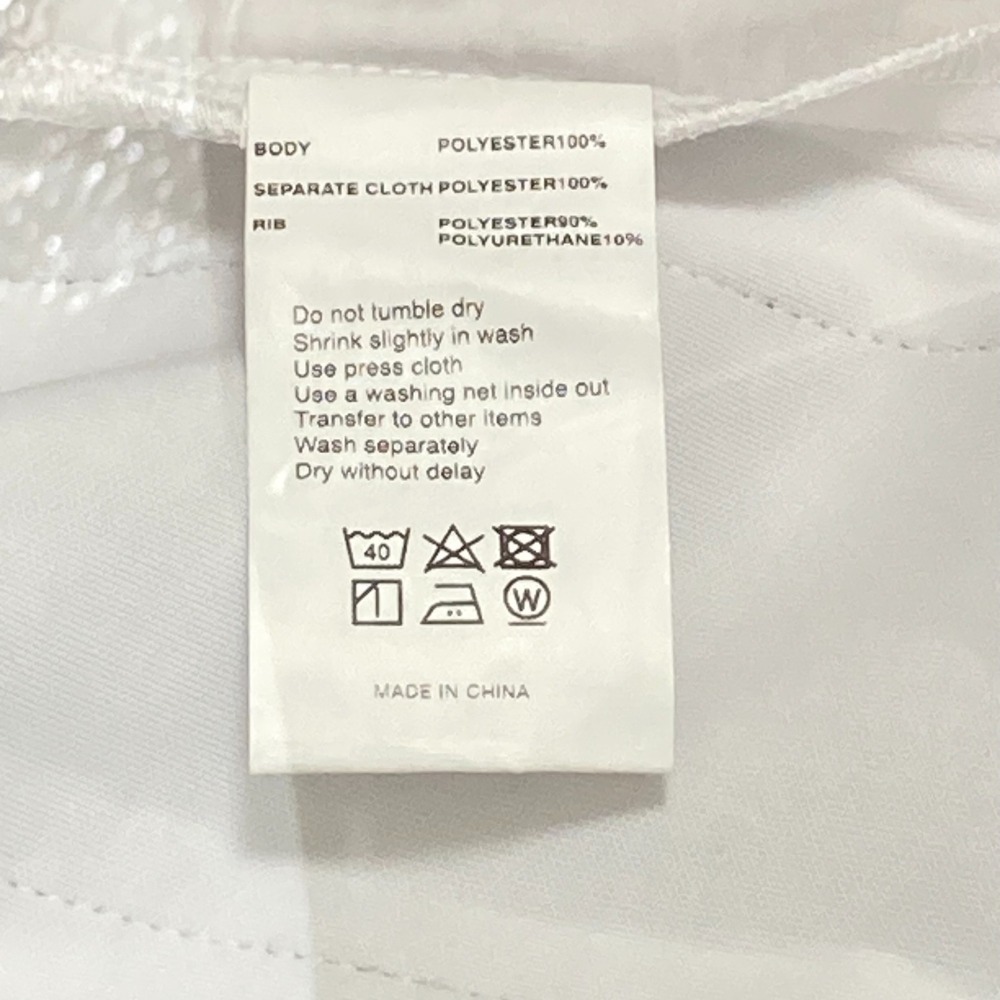 BODY POLYESTER100%
SEPARATE CLOTH POLYESTER100%
RIB POLYESTER90%
POLYURETHANE10%
Do not tumble dry
Shrink slightly in wash
Use press cloth
Use a washing net inside out
Transfer to other items
Wash separately
Dry without delay
40
W
MADE IN CHINA